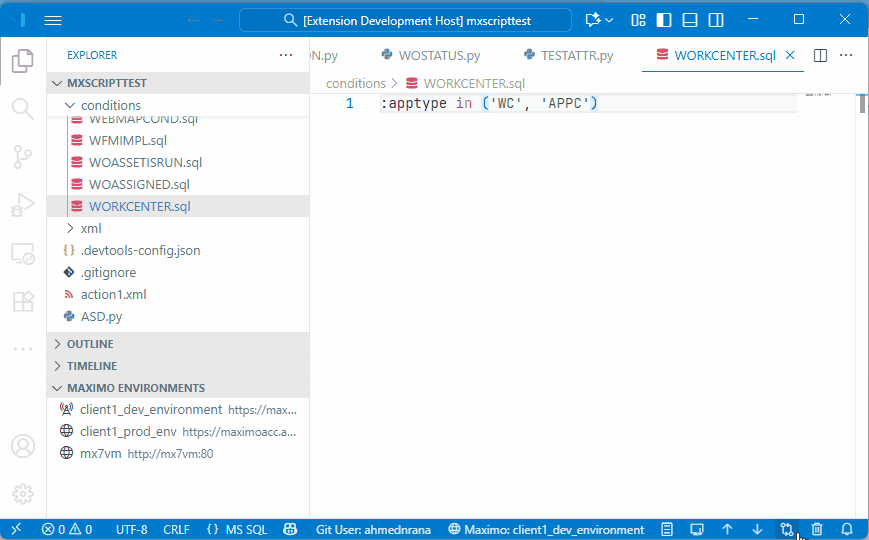 [Extension Development Host] mxscripttest
EXPLORER
ON.py
WOSTATUS.py
TESTATTR.py
WORKCENTER.sql
MXSCRIPTTEST
conditions > WORKCENTER.sql
conditions
1 :apptype in ('WC', 'APPC')
WEBMAPCOND.sql
WFMIMPL.sql
WOASSETISRUN.sql
WOASSIGNED.sql
WORKCENTER.sql
xml
.devtools-config.json
.gitignore
action1.xml
ASD.py
OUTLINE
TIMELINE
MAXIMO ENVIRONMENTS
client1_dev_environment https://max...
client1_prod_env https://maximoacc.a...
mx7vm http://mx7vm:80
0 0 UTF-8 CRLF {} MS SQL Git User: ahmednrana Maximo: client1_dev_environment